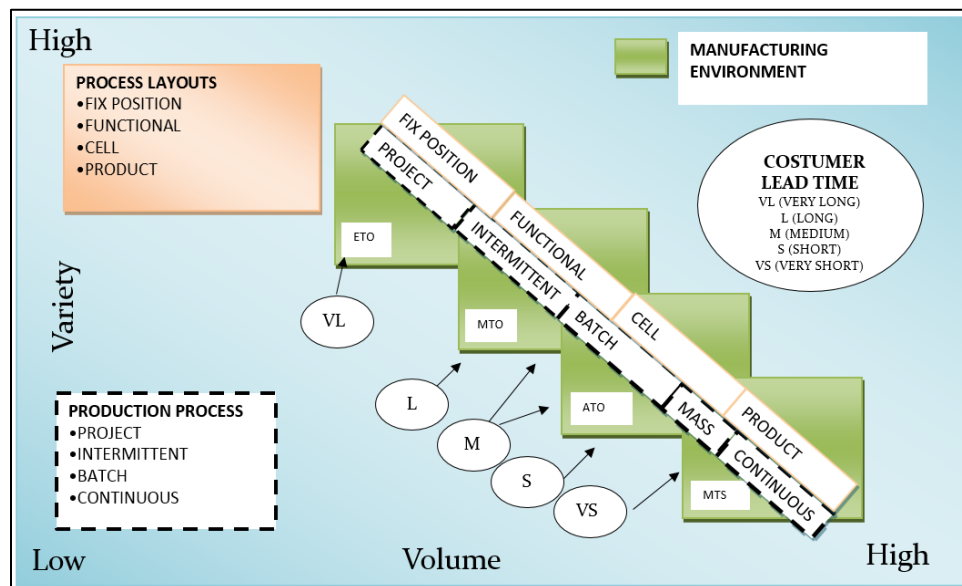 High
MANUFACTURING
ENVIRONMENT
PROCESS LAYOUTS
•FIX POSITION
•FUNCTIONAL
•CELL
•PRODUCT
FIX POSITION
FUNCTIONAL
CELL
PRODUCT
PROJECT
INTERMITTENT
BATCH
MASS
CONTINUOUS
COSTUMER
LEAD TIME
VL (VERY LONG)
L (LONG)
M (MEDIUM)
S (SHORT)
VS (VERY SHORT)
ETO
MTO
ATO
MTS
VL
L
M
S
VS
Variety
PRODUCTION PROCESS
•PROJECT
•INTERMITTENT
•BATCH
•CONTINUOUS
Low
Volume
High